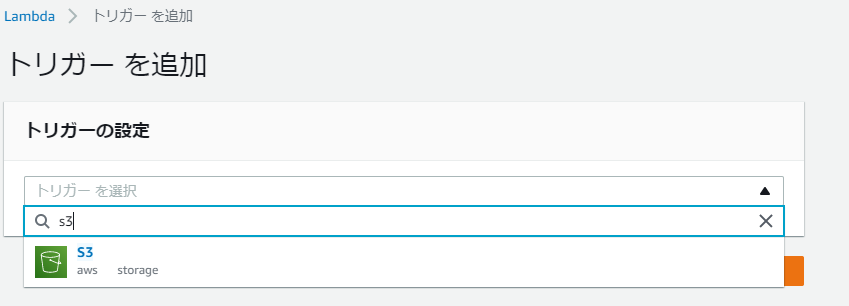 Lambda > トリガー を追加
トリガー を追加
トリガーの設定
トリガー を選択
s3
S3
aws storage